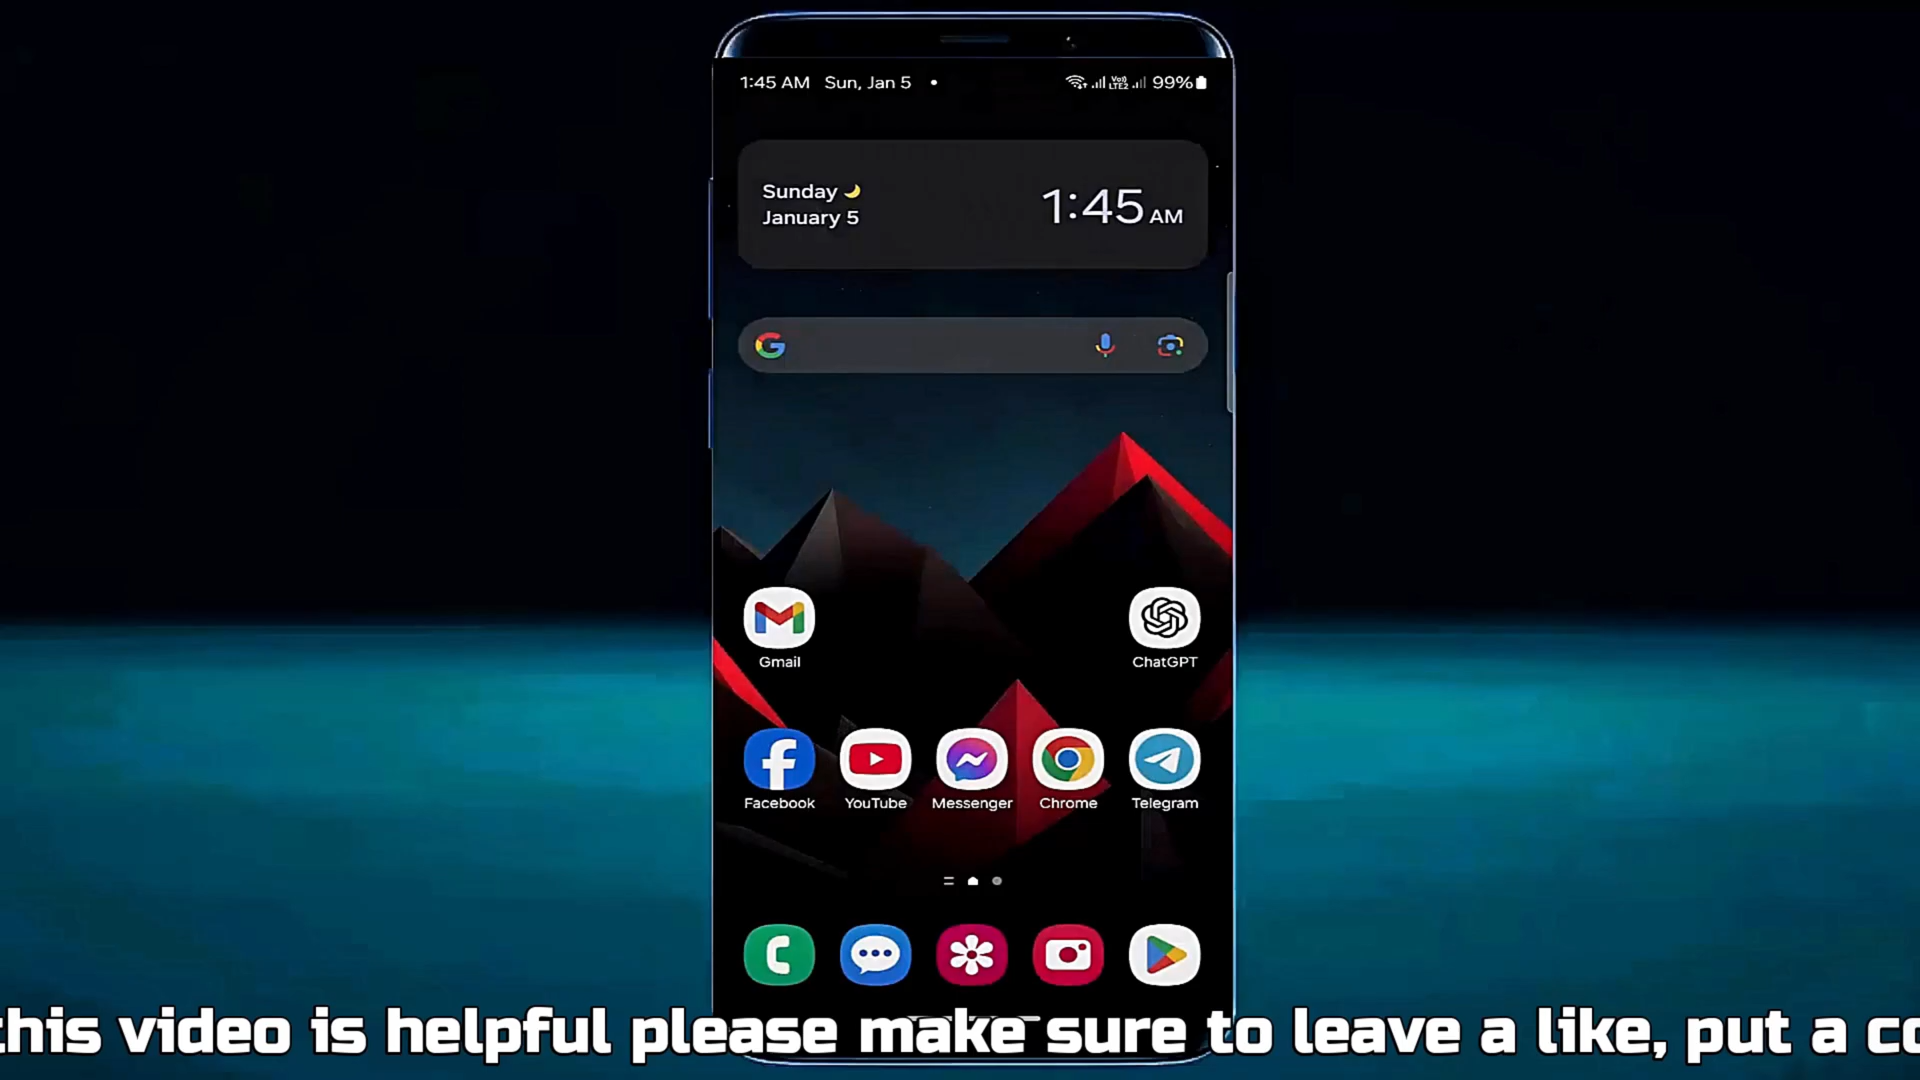 1:45 AM Sun, Jan 5 99%
Sunday
January 5
1:45 AM
Gmail
ChatGPT
Facebook YouTube Messenger Chrome Telegram
this video is helpful please make sure to leave a like, put a co